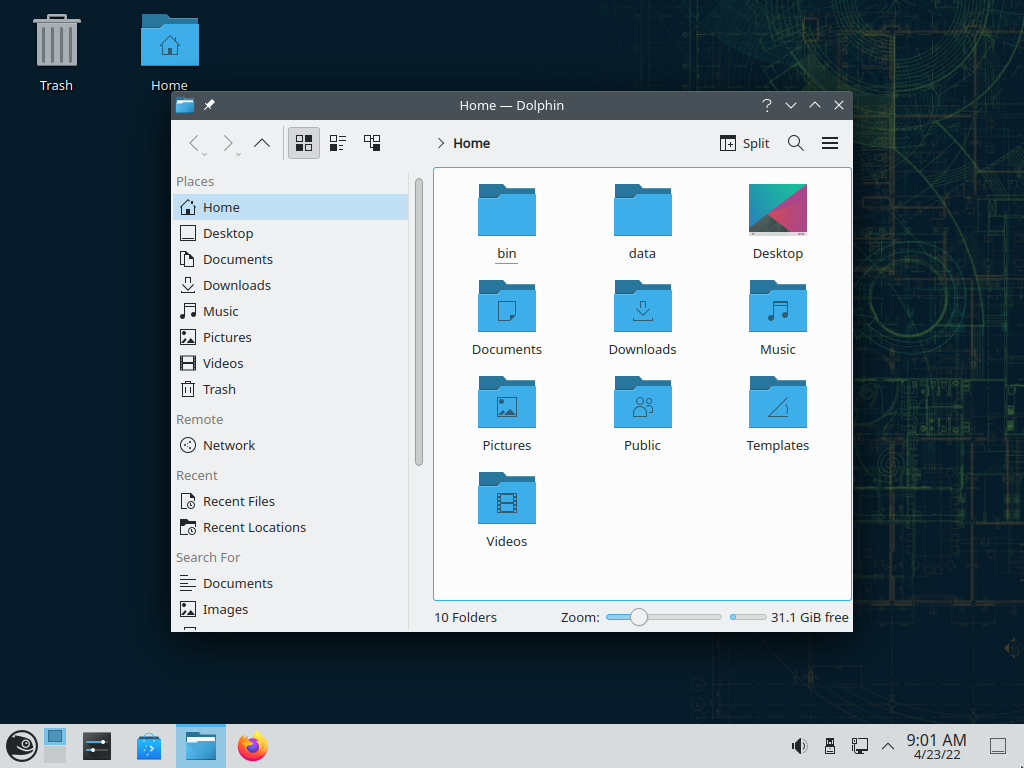 Trash
Home
Home — Dolphin
Home
Split
Places
Home
Desktop
Documents
Downloads
Music
Pictures
Videos
Trash
Remote
Network
Recent
Recent Files
Recent Locations
Search For
Documents
Images
bin
data
Desktop
Documents
Downloads
Music
Pictures
Public
Templates
Videos
10 Folders
Zoom:
31.1 GiB free
9:01 AM
4/23/22